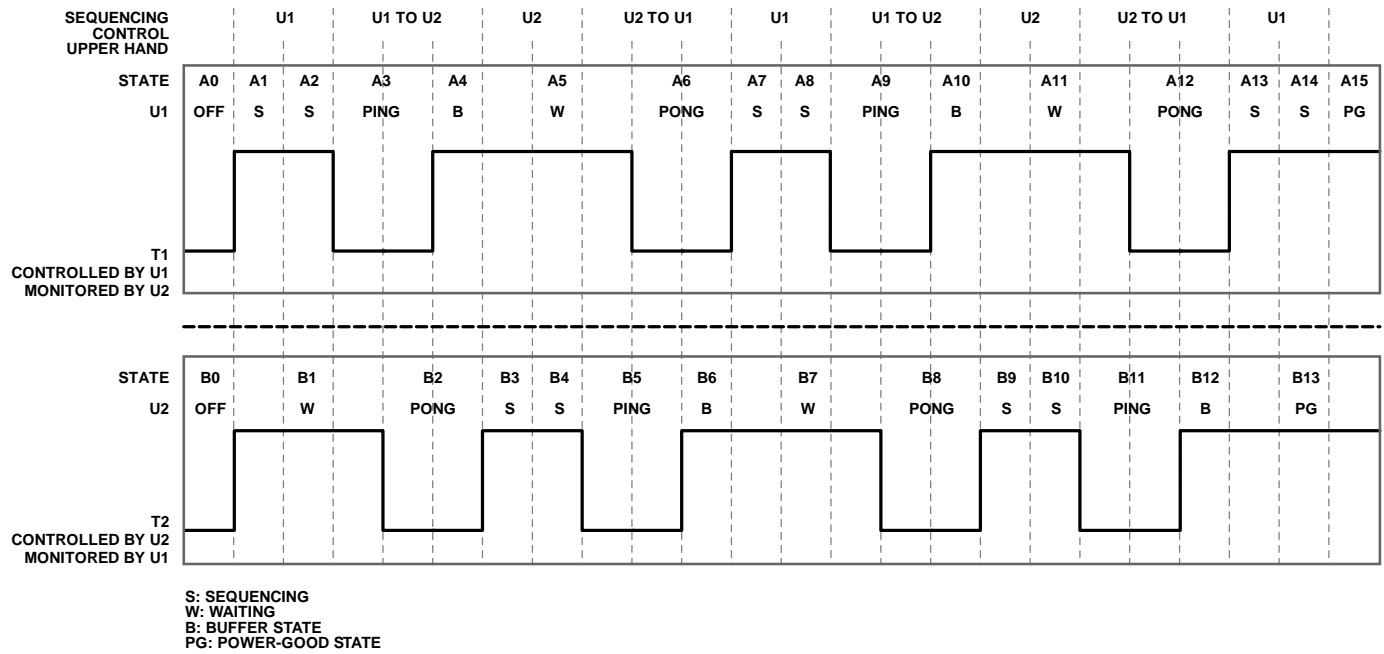 SEQUENCING CONTROL UPPER HAND U1 U1 TO U2 U2 U2 TO U1 U1 U1 TO U2 U2 U2 TO U1 U1
STATE A0 A1 A2 A3 A4 A5 A6 A7 A8 A9 A10 A11 A12 A13 A14 A15
U1 OFF S S PING B W PONG S S PING B W PONG S S PG
T1
CONTROLLED BY U1
MONITORED BY U2
STATE B0 B1 B2 B3 B4 B5 B6 B7 B8 B9 B10 B11 B12 B13
U2 OFF W PONG S S PING B W PONG S S PING B PG
T2
CONTROLLED BY U2
MONITORED BY U1
S: SEQUENCING
W: WAITING
B: BUFFER STATE
PG: POWER-GOOD STATE